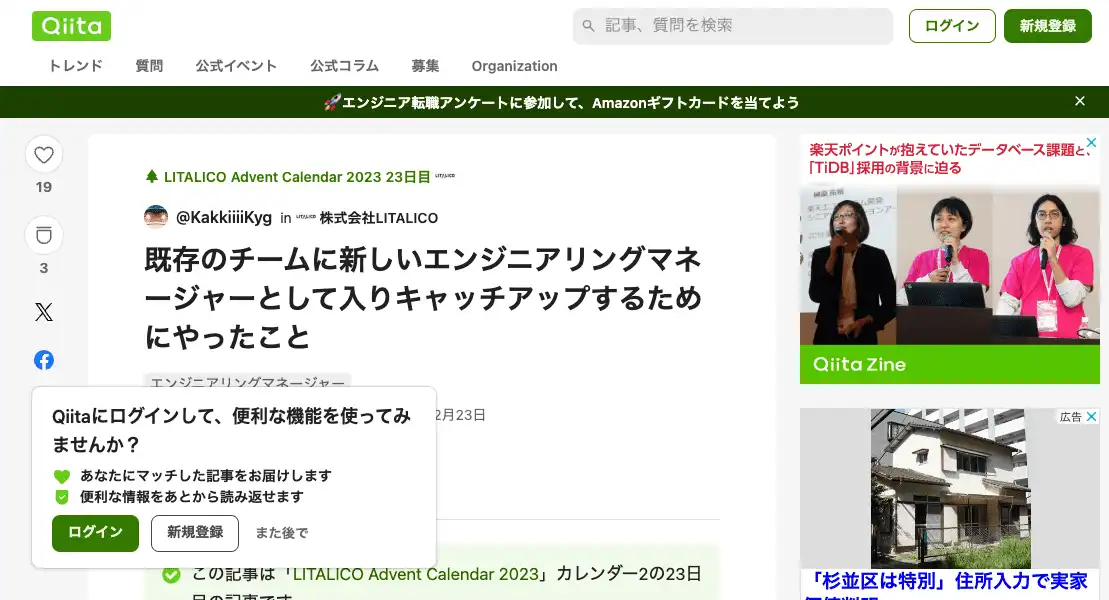 Qiita
記事、質問を検索
ログイン
新規登録
トレンド
質問
公式イベント
公式コラム
募集
Organization
🚀エンジニア転職アンケートに参加して、Amazonギフトカードを当てよう
19
3
LITALICO Advent Calendar 2023 23日目
@KakkiiiiKyg in 株式会社LITALICO
既存のチームに新しいエンジニアリングマネ
ージャーとして入りキャッチアップするため
にやったこと
エンジニアリングマネージャー
2月23日
Qiitaにログインして、便利な機能を使ってみ
ませんか？
あなたにマッチした記事をお届けします
便利な情報をあとから読み返せます
ログイン
新規登録
また後で
この記事は「LITALICO Advent Calendar 2023」カレンダー2の23日
目の記事です
楽天ポイントが抱えていたデータベース課題と、
「TiDB」採用の背景に迫る
Qiita Zine
広告
「杉並区は特別」住所入力で実家